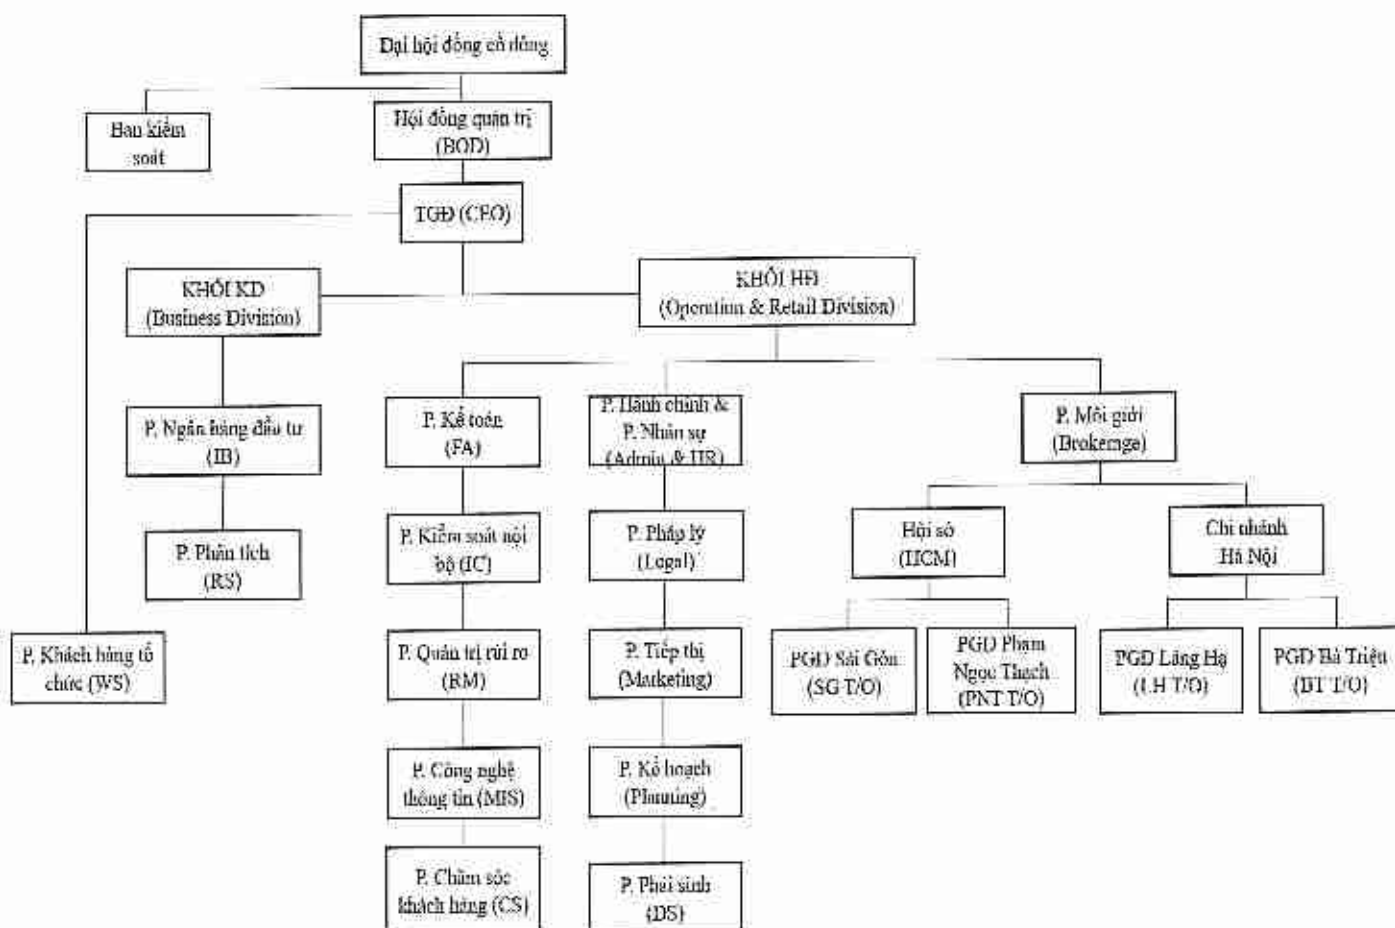 Đại hội đồng cổ đông
Ban kiểm
soát
Hội đồng quản trị
(BOD)
TGĐ (CEO)
KHỐI KD
(Business Division)
KHỐI HĐ
(Operation & Retail Division)
P. Ngân hàng đầu tư
(IB)
P. Kế toán
(FA)
P. Hành chính &
P. Nhân sự
(Admin & HR)
P. Môi giới
(Brokerage)
P. Phân tích
(RS)
P. Kiểm soát nội
bộ (IC)
P. Pháp lý
(Legal)
Hội sở
(HCM)
Chi nhánh
Hà Nội
P. Khách hàng tổ
chức (WS)
P. Quản trị rủi ro
(RM)
P. Tiếp thị
(Marketing)
PGD Sài Gòn
(SG T/O)
PGD Phạm
Ngọc Thạch
(PNT T/O)
PGD Láng Hạ
(LH T/O)
PGD Bà Triệu
(BT T/O)
P. Công nghệ
thông tin (MIS)
P. Kế hoạch
(Planning)
P. Chăm sóc
khách hàng (CS)
P. Phái sinh
(DS)